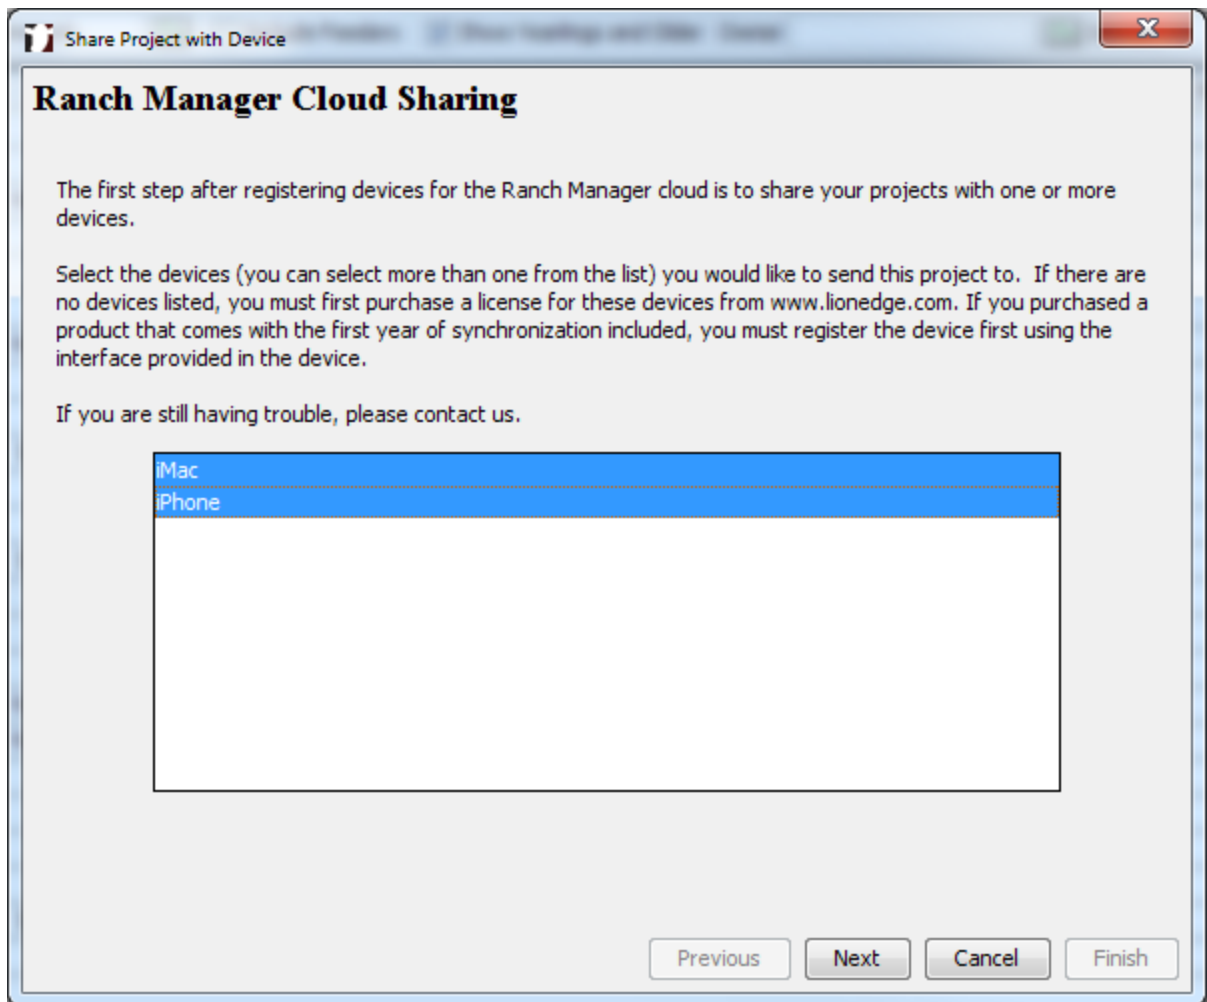 Share Project with Device
Ranch Manager Cloud Sharing
The first step after registering devices for the Ranch Manager cloud is to share your projects with one or more
devices.
Select the devices (you can select more than one from the list) you would like to send this project to.  If there are
no devices listed, you must first purchase a license for these devices from www.lionedge.com. If you purchased a
product that comes with the first year of synchronization included, you must register the device first using the
interface provided in the device.
If you are still having trouble, please contact us.
iMac
iPhone
Previous Next Cancel Finish